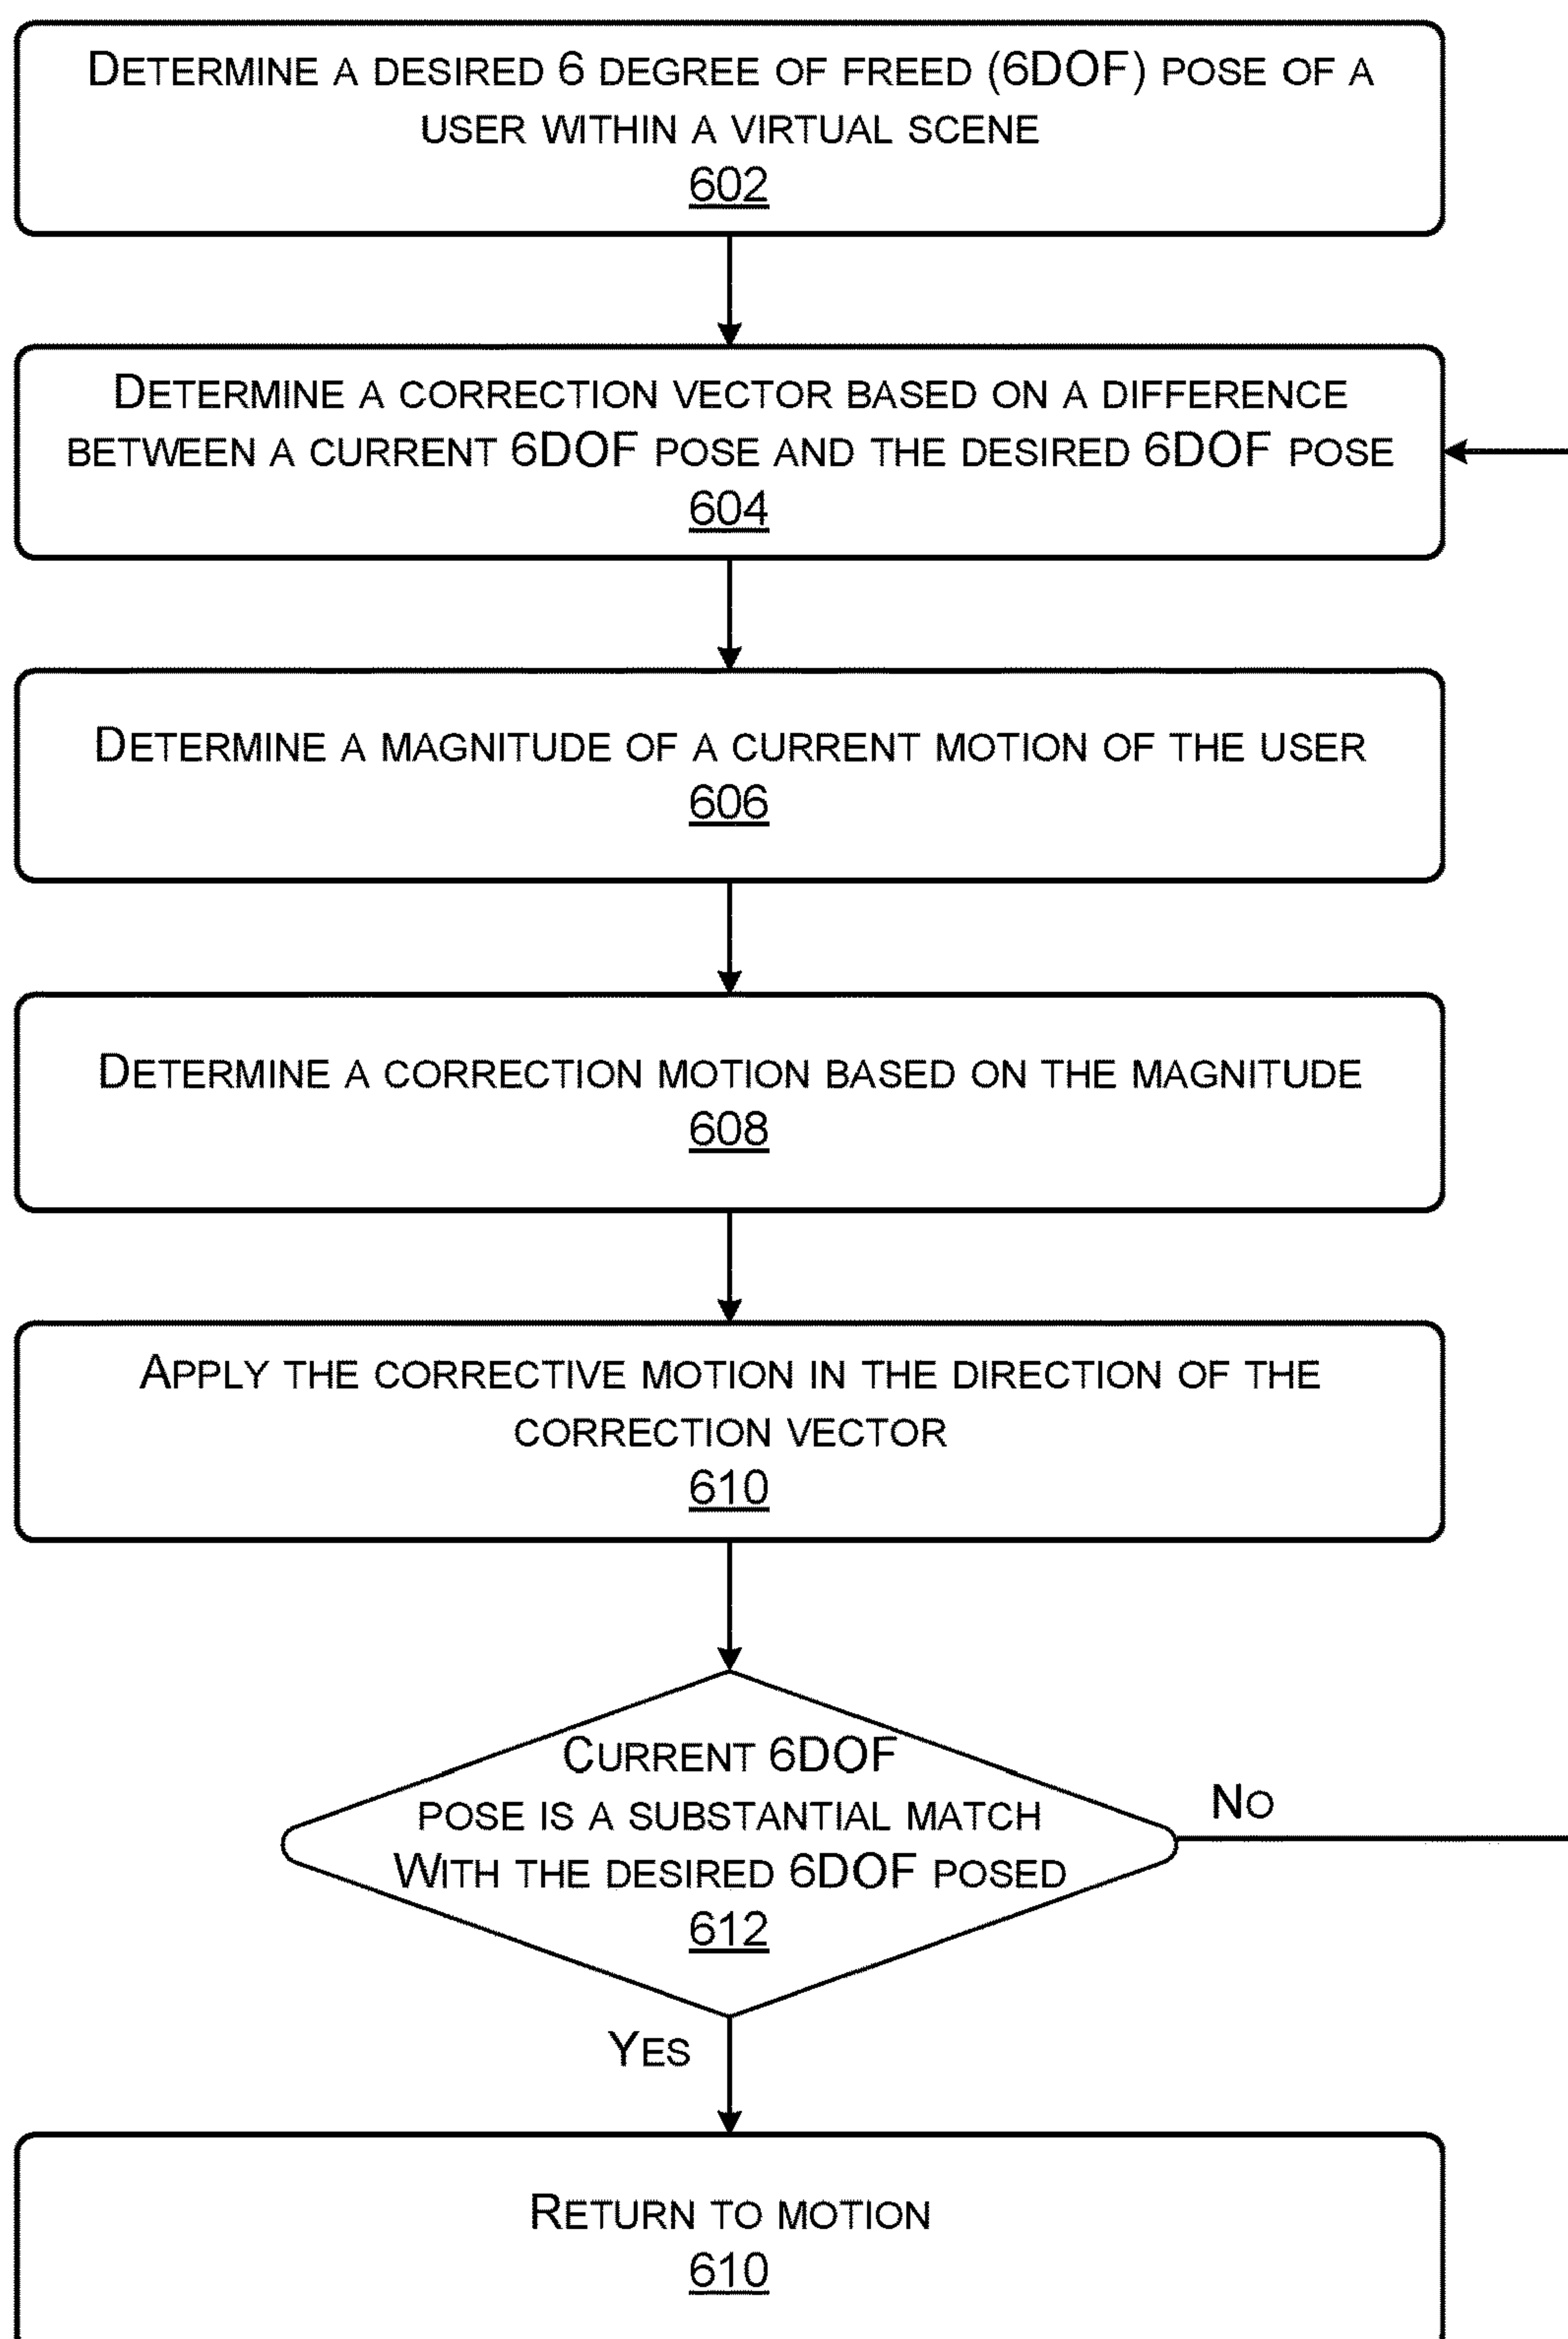 DETERMINE A DESIRED 6 DEGREE OF FREED (6DOF) POSE OF A
USER WITHIN A VIRTUAL SCENE
602
DETERMINE A CORRECTION VECTOR BASED ON A DIFFERENCE
BETWEEN A CURRENT 6DOF POSE AND THE DESIRED 6DOF POSE
604
DETERMINE A MAGNITUDE OF A CURRENT MOTION OF THE USER
606
DETERMINE A CORRECTION MOTION BASED ON THE MAGNITUDE
608
APPLY THE CORRECTIVE MOTION IN THE DIRECTION OF THE
CORRECTION VECTOR
610
CURRENT 6DOF
POSE IS A SUBSTANTIAL MATCH
WITH THE DESIRED 6DOF POSED
612
NO
YES
RETURN TO MOTION
610